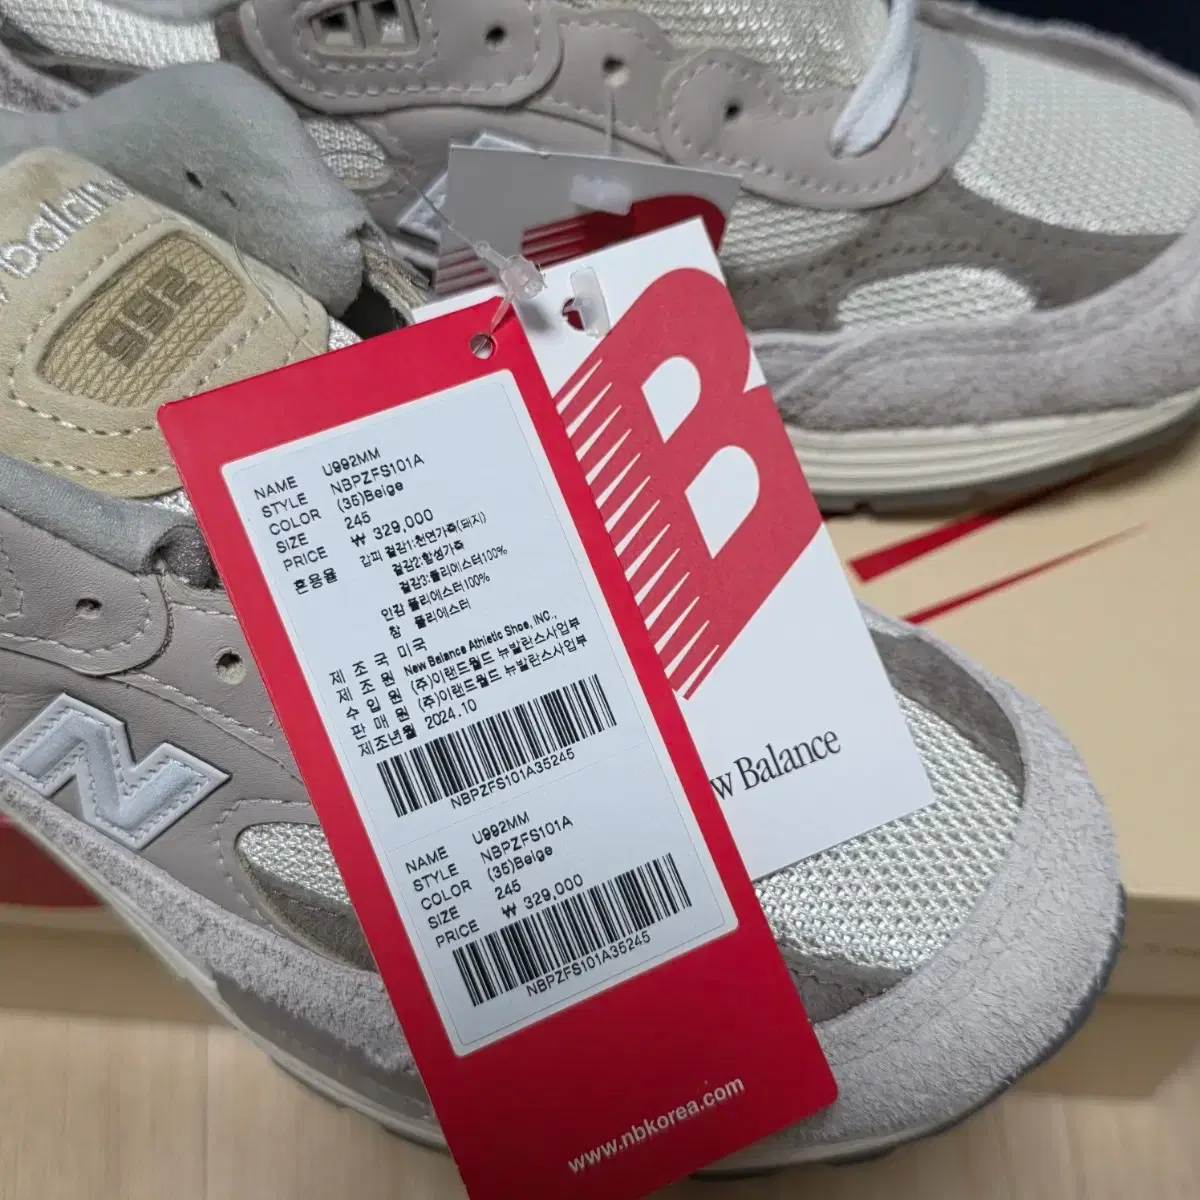 balance
992
NAME U992MM
STYLE NBPZFS101A
COLOR (35)Beige
SIZE 245
PRICE ₩ 329,000
혼용율 갑피 겉감1:천연가죽(돼지)
겉감2:합성가죽
겉감3:폴리에스터100%
안감 폴리에스터100%
창 폴리에스터
제 조 국 미국
제 조 원 New Balance Athletic Shoe, INC.,
수 입 원 (주)이랜드월드 뉴발란스사업부
판 매 원 (주)이랜드월드 뉴발란스사업부
제조년월 2024.10
NBPZFS101A35245
NAME U992MM
STYLE NBPZFS101A
COLOR (35)Beige
SIZE 245
PRICE ₩ 329,000
NBPZFS101A35245
www.nbkorea.com
B
w Balance
N